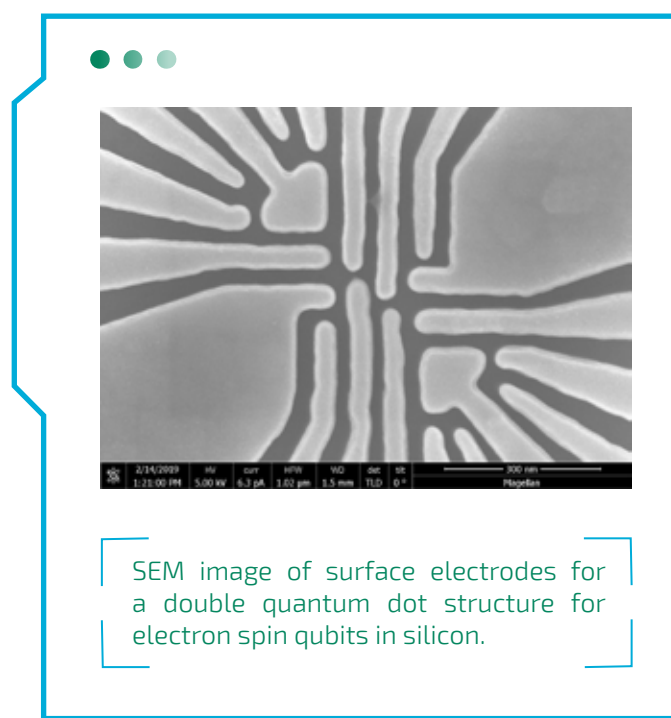 2/14/2019 HV curr HFW WD det tilt 300 nm
1:21:00 PM 5.00 kV 6.3 pA 1.02 µm 1.5 mm TLD 0° Magellan
SEM image of surface electrodes for
a double quantum dot structure for
electron spin qubits in silicon.